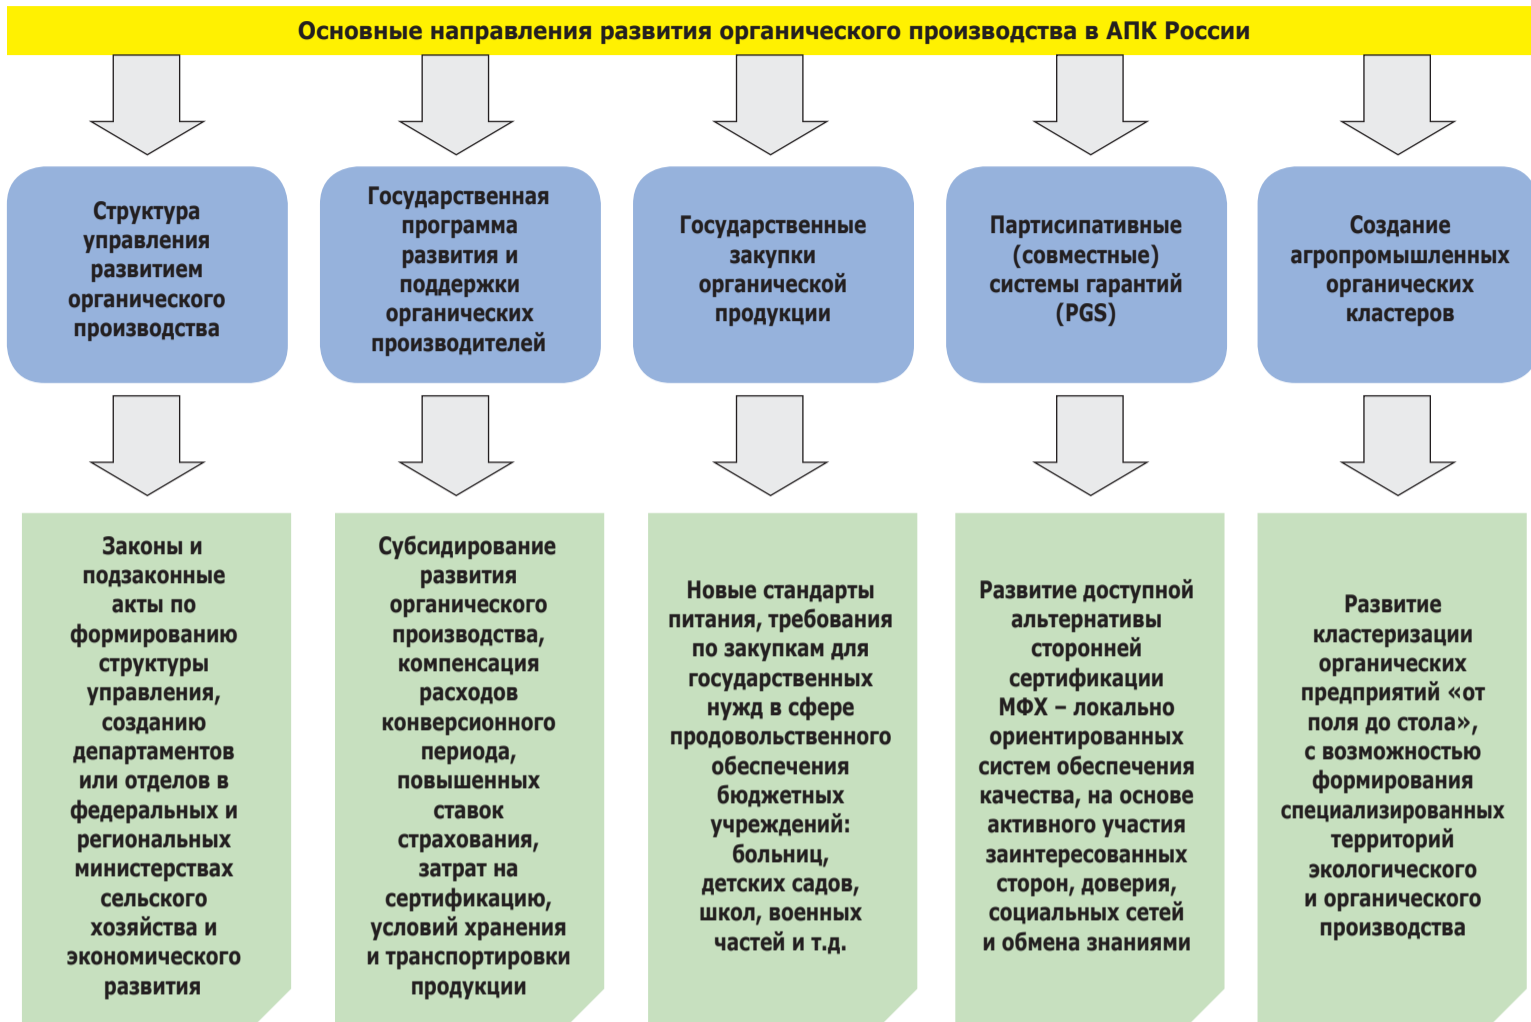 Основные направления развития органического производства в АПК России
Структура
управления
развитием
органического
производства
Государственная
программа
развития и
поддержки
органических
производителей
Государственные
закупки
органической
продукции
Партисипативные
(совместные)
системы гарантий
(PGS)
Создание
агропромышленных
органических
кластеров
Законы и
подзаконные
акты по
формированию
структуры
управления,
созданию
департаментов
или отделов в
федеральных и
региональных
министерствах
сельского
хозяйства и
экономического
развития
Субсидирование
развития
органического
производства,
компенсация
расходов
конверсионного
периода,
повышенных
ставок
страхования,
затрат на
сертификацию,
условий хранения
и транспортировки
продукции
Новые стандарты
питания, требования
по закупкам для
государственных
нужд в сфере
продовольственного
обеспечения
бюджетных
учреждений:
больниц,
детских садов,
школ, военных
частей и т.д.
Развитие доступной
альтернативы
сторонней
сертификации
МФХ – локально
ориентированных
систем обеспечения
качества, на основе
активного участия
заинтересованных
сторон, доверия,
социальных сетей
и обмена знаниями
Развитие
кластеризации
органических
предприятий «от
поля до стола»,
с возможностью
формирования
специализированных
территорий
экологического
и органического
производства